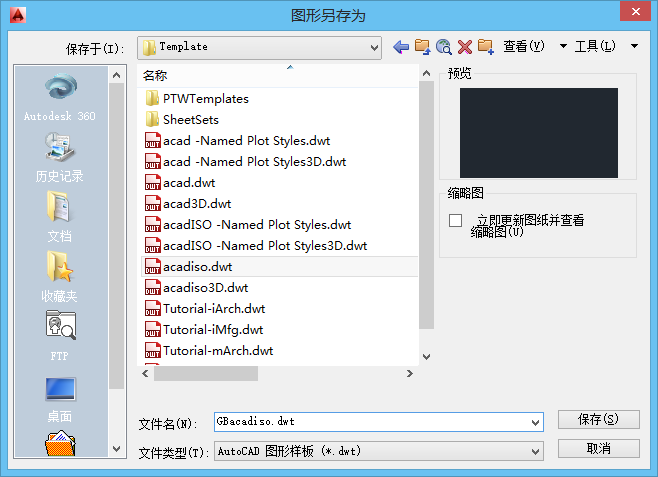 图形另存为
保存于(I):
Template
查看(V)
工具(L)
Autodesk 360
历史记录
文档
收藏夹
FTP
桌面
名称
PTWTemplates
SheetSets
acad -Named Plot Styles.dwt
acad -Named Plot Styles3D.dwt
acad.dwt
acad3D.dwt
acadISO -Named Plot Styles.dwt
acadISO -Named Plot Styles3D.dwt
acadiso.dwt
acadiso3D.dwt
Tutorial-iArch.dwt
Tutorial-iMfg.dwt
Tutorial-mArch.dwt
预览
缩略图
立即更新图纸并查看
缩略图(U)
文件名(N):
GBacadiso.dwt
保存(S)
文件类型(T):
AutoCAD 图形样板 (*.dwt)
取消